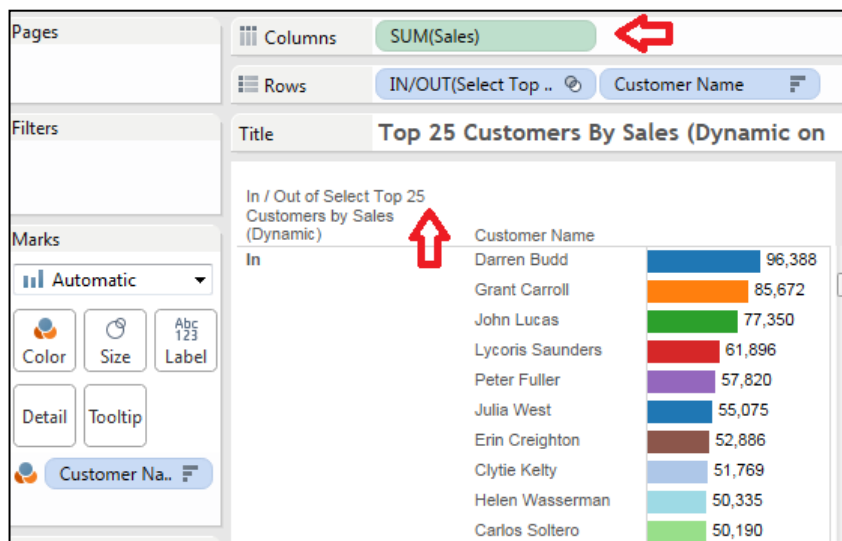 Pages
Columns
SUM(Sales)
Rows
IN/OUT(Select Top ..
Customer Name
Filters
Title
Top 25 Customers By Sales (Dynamic on
In / Out of Select Top 25
Customers by Sales
(Dynamic)
Customer Name
Marks
Automatic
Abc
123
Color
Size
Label
Detail
Tooltip
Customer Na..
In
Darren Budd 96,388
Grant Carroll 85,672
John Lucas 77,350
Lycoris Saunders 61,896
Peter Fuller 57,820
Julia West 55,075
Erin Creighton 52,886
Clytie Kelty 51,769
Helen Wasserman 50,335
Carlos Soltero 50,190